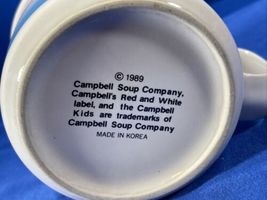 © 1989
Campbell Soup Company,
Campbell's Red and White
label, and the Campbell
Kids are trademarks of
Campbell Soup Company
MADE IN KOREA